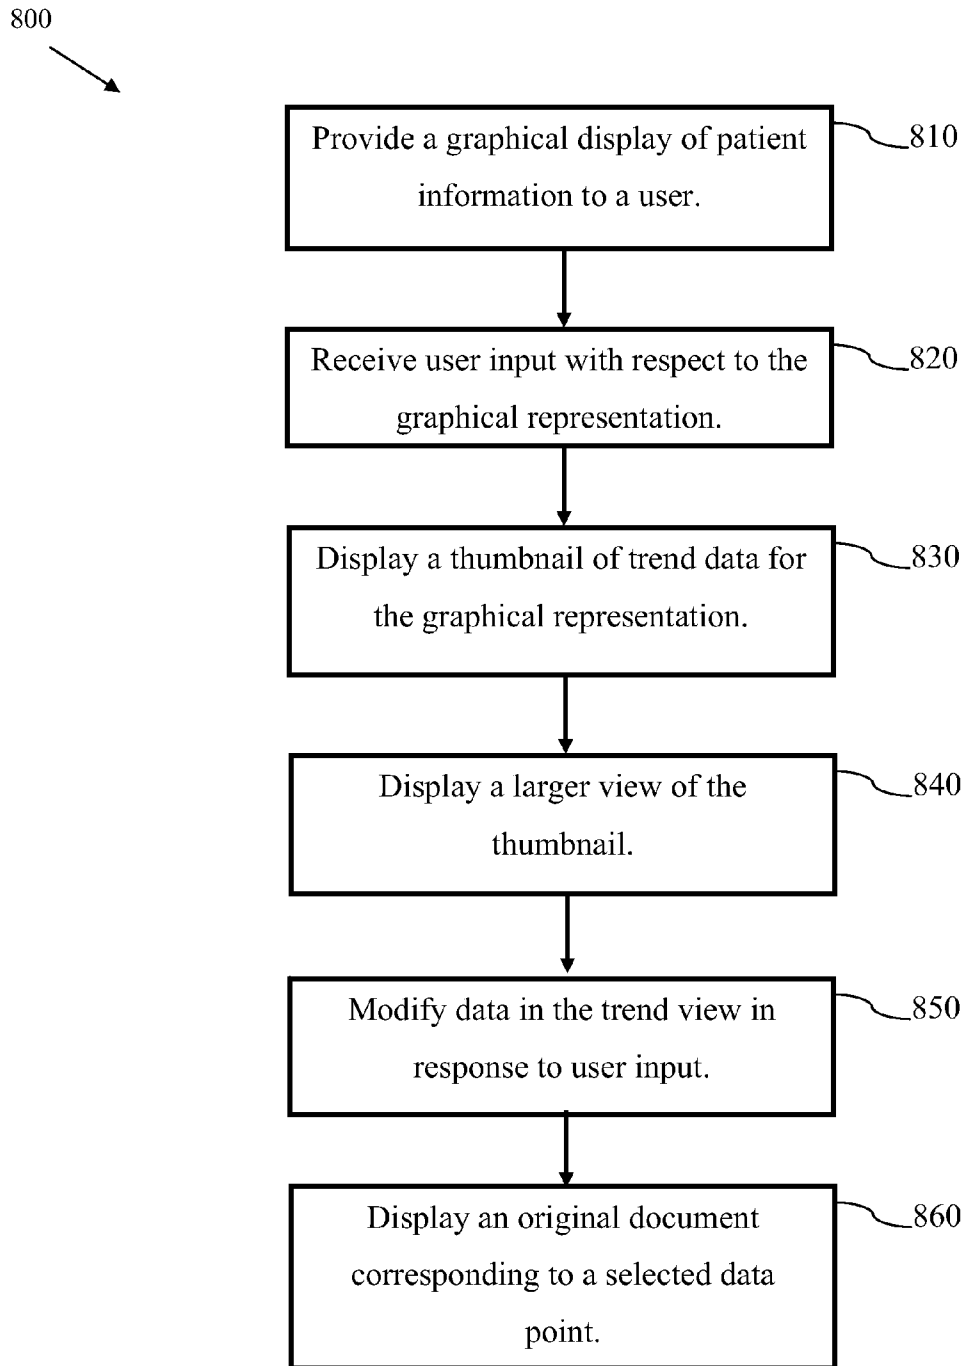 800
Provide a graphical display of patient
information to a user.
810
Receive user input with respect to the
graphical representation.
820
Display a thumbnail of trend data for
the graphical representation.
830
Display a larger view of the
thumbnail.
840
Modify data in the trend view in
response to user input.
850
Display an original document
corresponding to a selected data
point.
860